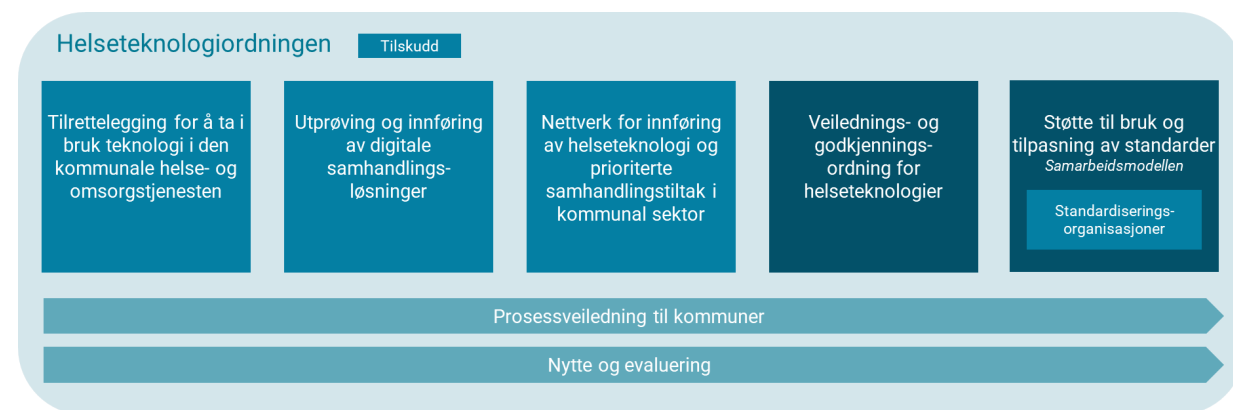 Helseteknologiordningen
Tilskudd
Tilrettelegging for å ta i
bruk teknologi i den
kommunale helse- og
omsorgstjenesten
Utprøving og innføring
av digitale
samhandlings-
løsninger
Nettverk for innføring
av helseteknologi og
prioriterte
samhandlingstiltak i
kommunal sektor
Veilednings- og
godkjennings-
ordning for
helseteknologier
Støtte til bruk og
tilpasning av standarder
Samarbeidsmodellen
Standardiserings-
organisasjoner
Prosessveiledning til kommuner
Nytte og evaluering